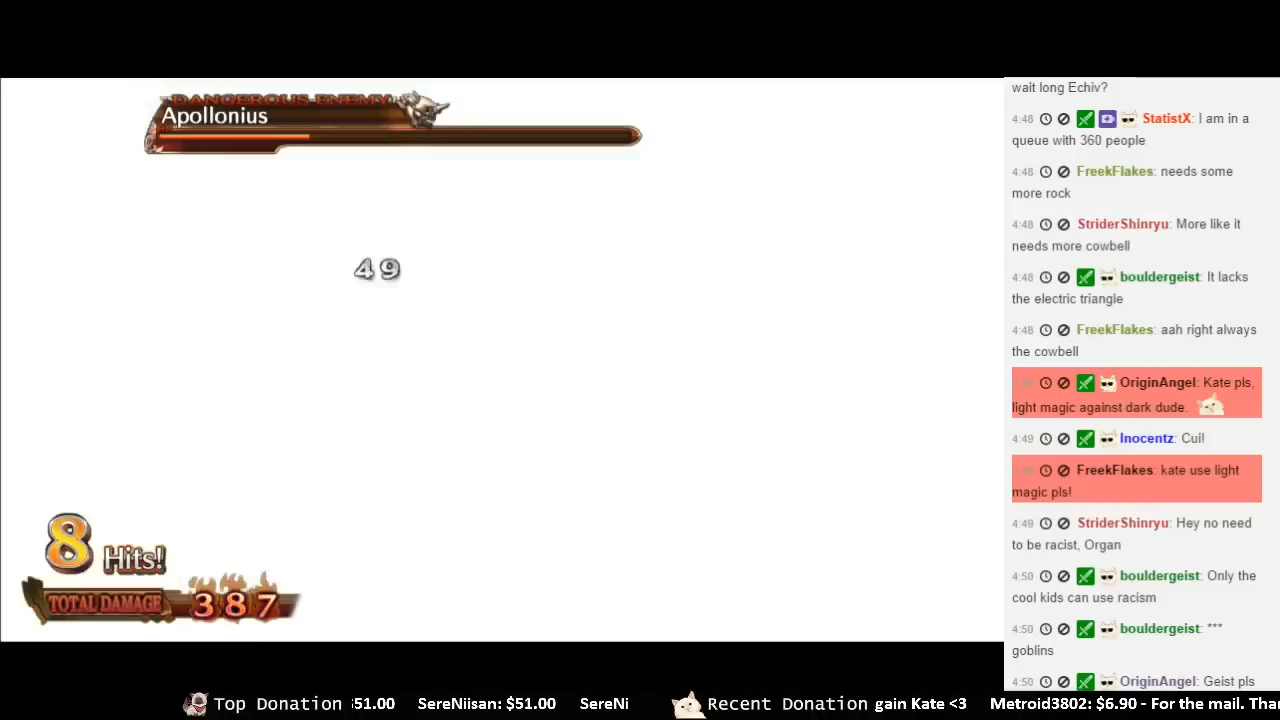 DANGEROUS ENEMY
Apollonius
49
8 Hits!
TOTAL DAMAGE 387
wait long Echiv?
4:48 StatistX: I am in a
queue with 360 people
4:48 FreekFlakes: needs some
more rock
4:48 StriderShinryu: More like it
needs more cowbell
4:48 bouldergeist: It lacks
the electric triangle
4:48 FreekFlakes: aah right always
the cowbell
OriginAngel: Kate pls,
light magic against dark dude.
4:49 Inocentz: Cui!
FreekFlakes: kate use light
magic pls!
4:49 StriderShinryu: Hey no need
to be racist, Organ
4:50 bouldergeist: Only the
cool kids can use racism
4:50 bouldergeist: ***
goblins
4:50 OriginAngel: Geist pls
Top Donation 51.00 SereNiisan: $51.00 SereNi Recent Donation gain Kate <3 Metroid3802: $6.90 - For the mail. Tha